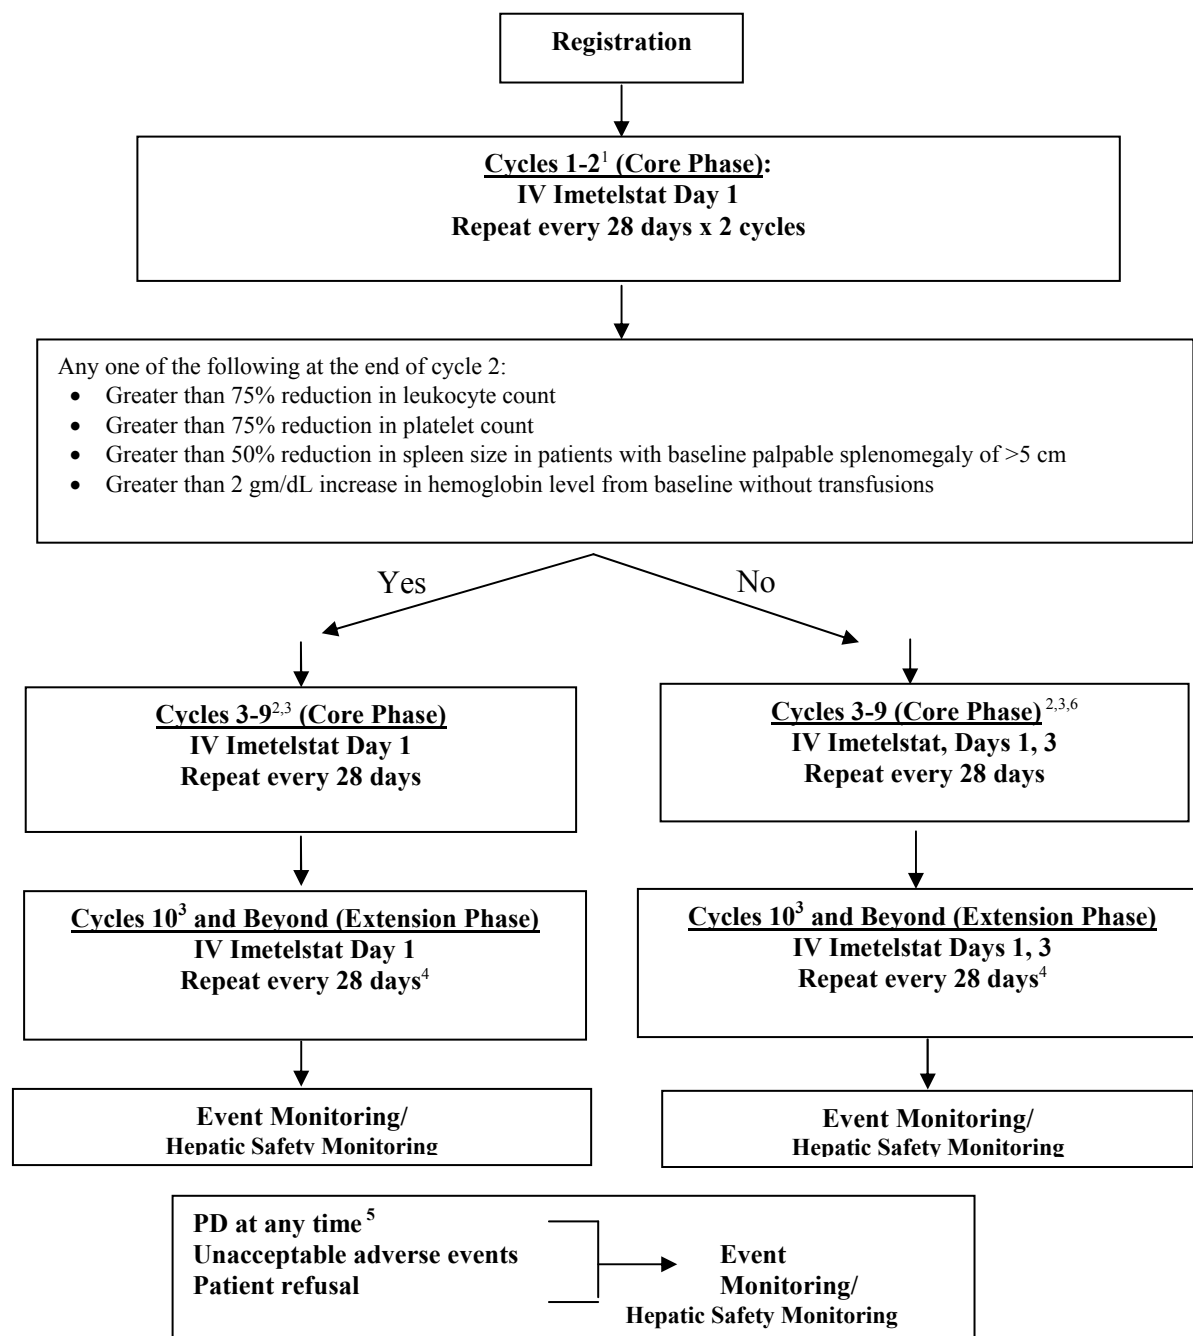 Registration
Cycles 1-2¹ (Core Phase):
IV Imetelstat Day 1
Repeat every 28 days x 2 cycles
Any one of the following at the end of cycle 2:
• Greater than 75% reduction in leukocyte count
• Greater than 75% reduction in platelet count
• Greater than 50% reduction in spleen size in patients with baseline palpable splenomegaly of >5 cm
• Greater than 2 gm/dL increase in hemoglobin level from baseline without transfusions
Yes
No
Cycles 3-9²,³ (Core Phase)
IV Imetelstat Day 1
Repeat every 28 days
Cycles 3-9 (Core Phase) ²,³,⁶
IV Imetelstat, Days 1, 3
Repeat every 28 days
Cycles 10³ and Beyond (Extension Phase)
IV Imetelstat Day 1
Repeat every 28 days⁴
Cycles 10³ and Beyond (Extension Phase)
IV Imetelstat Days 1, 3
Repeat every 28 days⁴
Event Monitoring/
Hepatic Safety Monitoring
Event Monitoring/
Hepatic Safety Monitoring
PD at any time ⁵
Unacceptable adverse events
Patient refusal
Event
Monitoring/
Hepatic Safety Monitoring